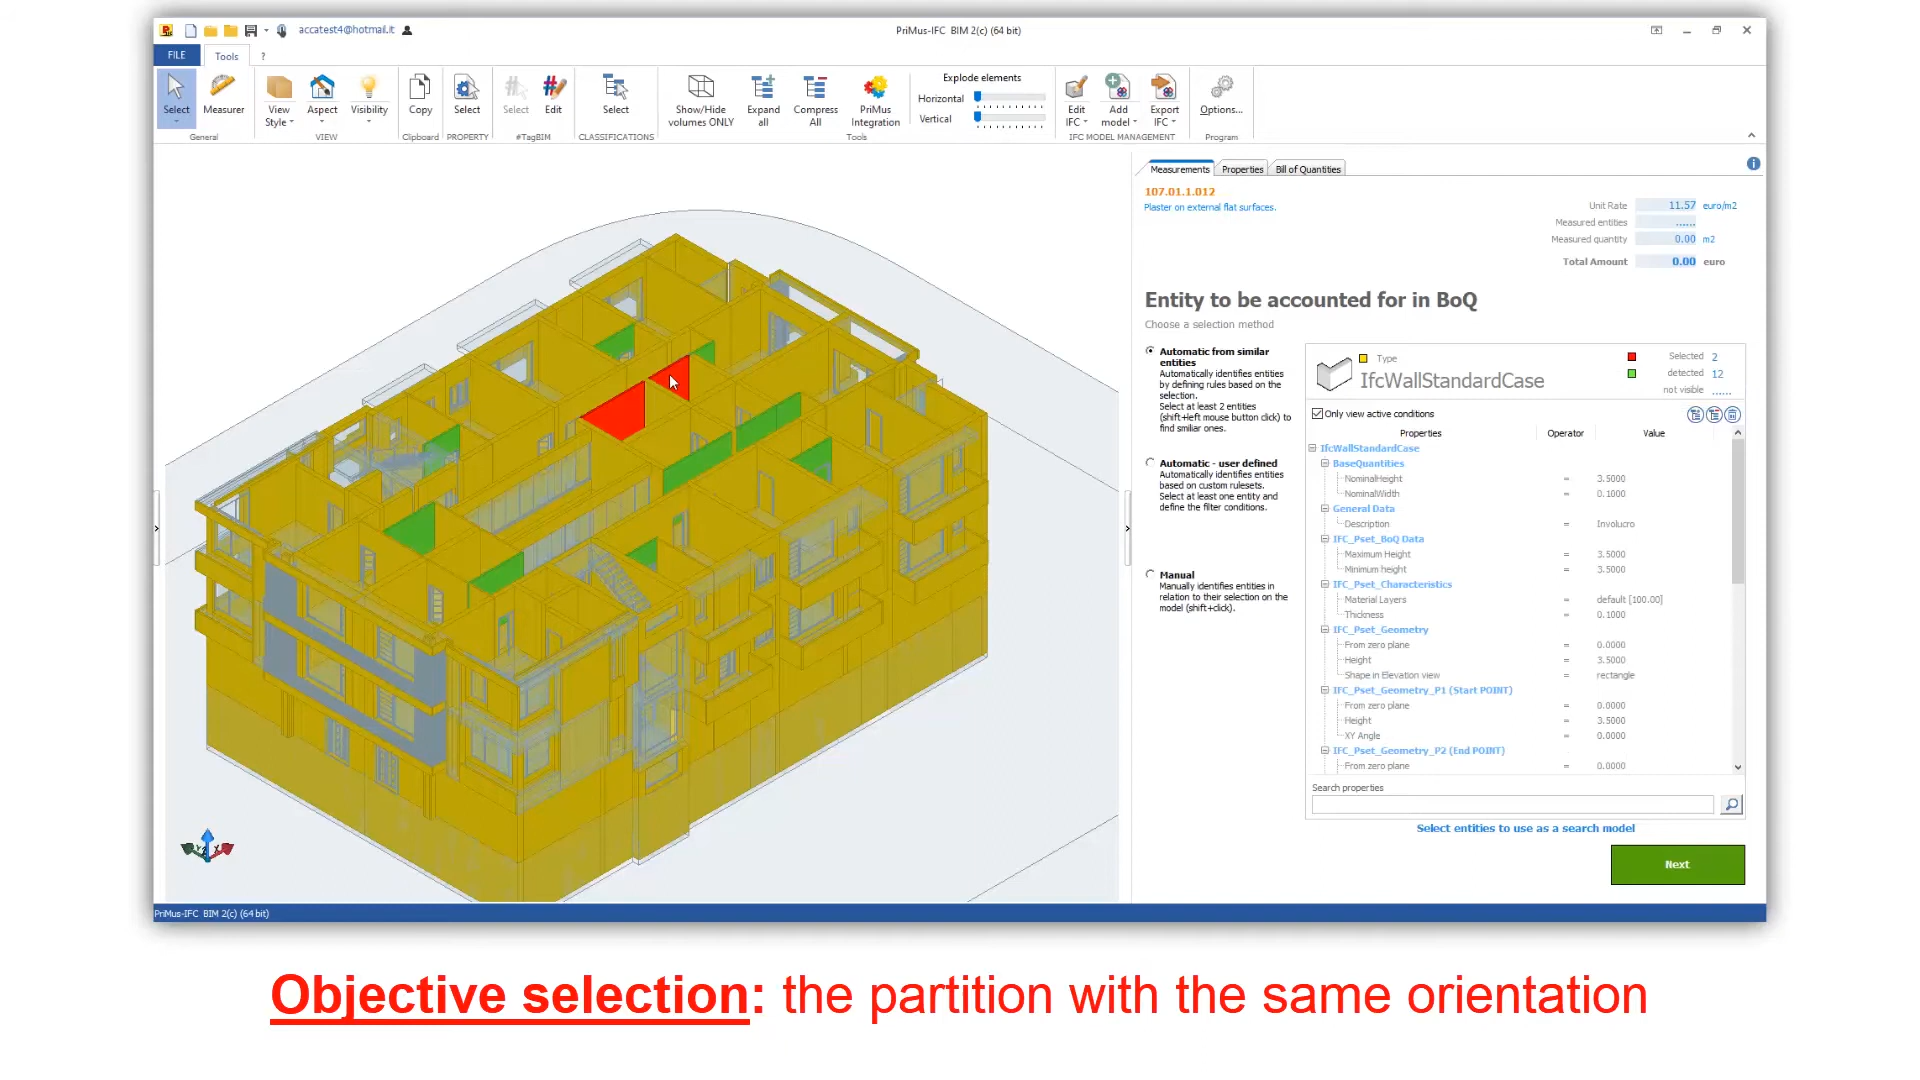 accatest4@hotmail.it
PriMus-IFC BIM 2(c) (64 bit)
FILE
Tools
?
Select
Measurer
General
View
Style
Aspect
Visibility
VIEW
Copy
Clipboard
Select
PROPERTY
Select
Edit
#TagBIM
Select
CLASSIFICATIONS
Show/Hide
volumes ONLY
Expand
all
Compress
All
PriMus
Integration
Tools
Explode elements
Horizontal
Vertical
Edit
IFC
Add
model
Export
IFC
IFC MODEL MANAGEMENT
Options...
Program
Measurements
Properties
Bill of Quantities
107.01.1.012
Plaster on external flat surfaces.
Unit Rate 11.57 euro/m2
Measured entities ......
Measured quantity 0.00 m2
Total Amount 0.00 euro
Entity to be accounted for in BoQ
Choose a selection method
Automatic from similar
entities
Automatically identifies entities
by defining rules based on the
selection.
Select at least 2 entities
(shift+left mouse button click) to
find smiliar ones.
Automatic - user defined
Automatically identifies entities
based on custom rulesets.
Select at least one entity and
define the filter conditions.
Manual
Manually identifies entities in
relation to their selection on the
model (shift+click).
Type
IfcWallStandardCase
Selected 2
detected 12
not visible ......
Only view active conditions
Properties Operator Value
IfcWallStandardCase
BaseQuantities
NominalHeight = 3.5000
NominalWidth = 0.1000
General Data
Description = Involucro
IFC_Pset_BoQ Data
Maximum Height = 3.5000
Minimum height = 3.5000
IFC_Pset_Characteristics
Material Layers = default [100.00]
Thickness = 0.1000
IFC_Pset_Geometry
From zero plane = 0.0000
Height = 3.5000
Shape in Elevation view = rectangle
IFC_Pset_Geometry_P1 (Start POINT)
From zero plane = 0.0000
Height = 3.5000
XY Angle = 0.0000
IFC_Pset_Geometry_P2 (End POINT)
From zero plane = 0.0000
Search properties
Select entities to use as a search model
Next
PriMus-IFC BIM 2(c) (64 bit)
Objective selection: the partition with the same orientation